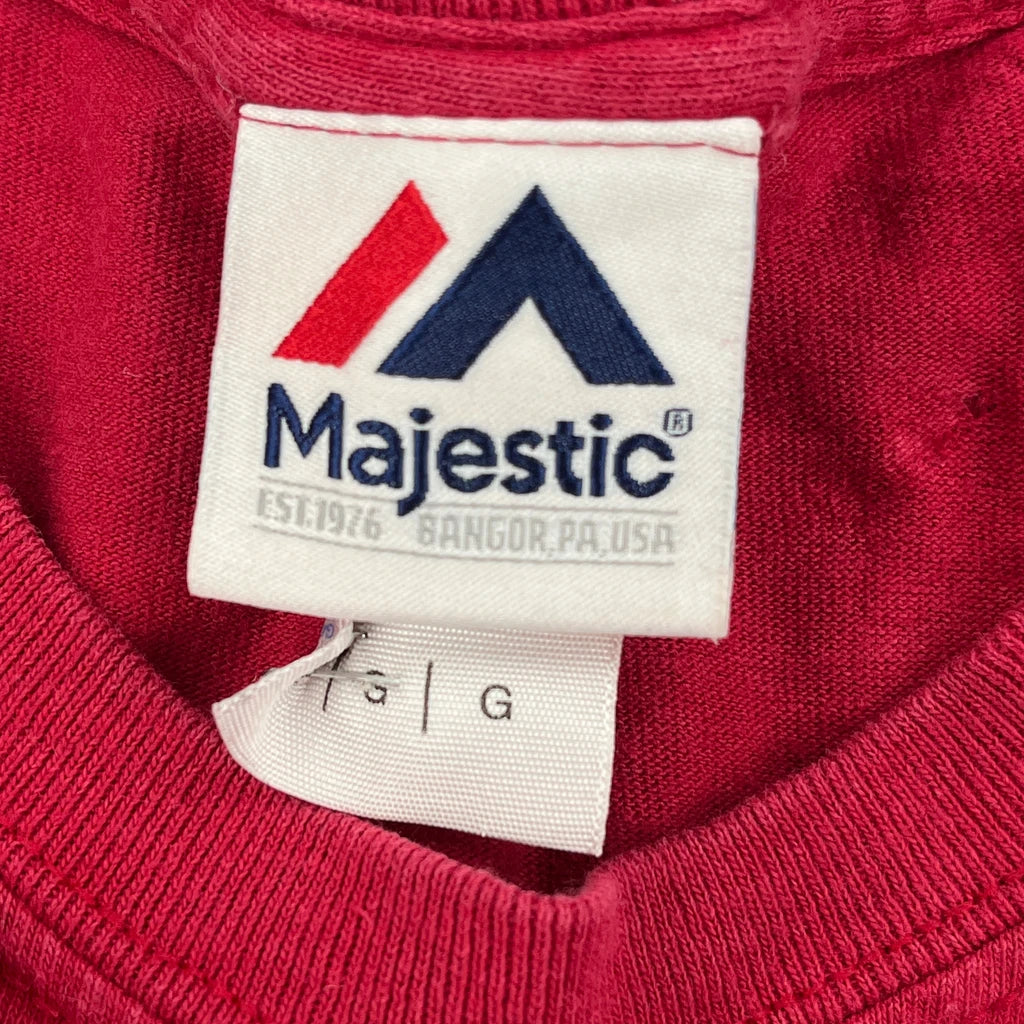 Majestic®
EST.1976 BANGOR, PA, USA
| G | G